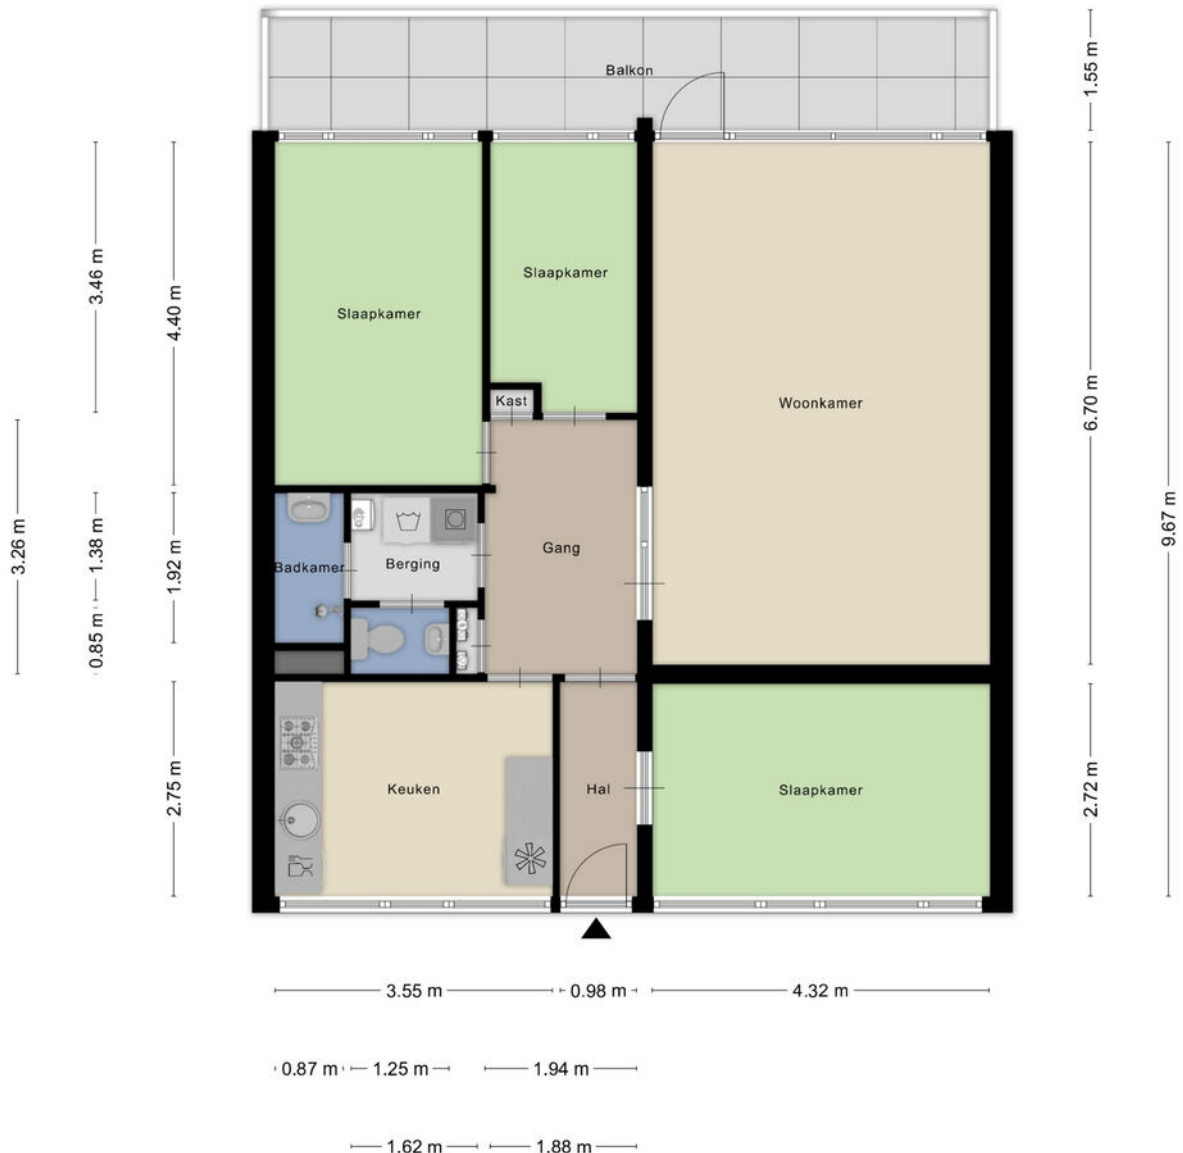 Balkon
1.55 m
3.46 m
4.40 m
Slaapkamer
Slaapkamer
Kast
Woonkamer
6.70 m
9.67 m
3.26 m
1.38 m
1.92 m
0.85 m
Badkamer
Berging
Gang
2.75 m
Keuken
Hal
Slaapkamer
2.72 m
3.55 m
0.98 m
4.32 m
0.87 m
1.25 m
1.94 m
1.62 m
1.88 m